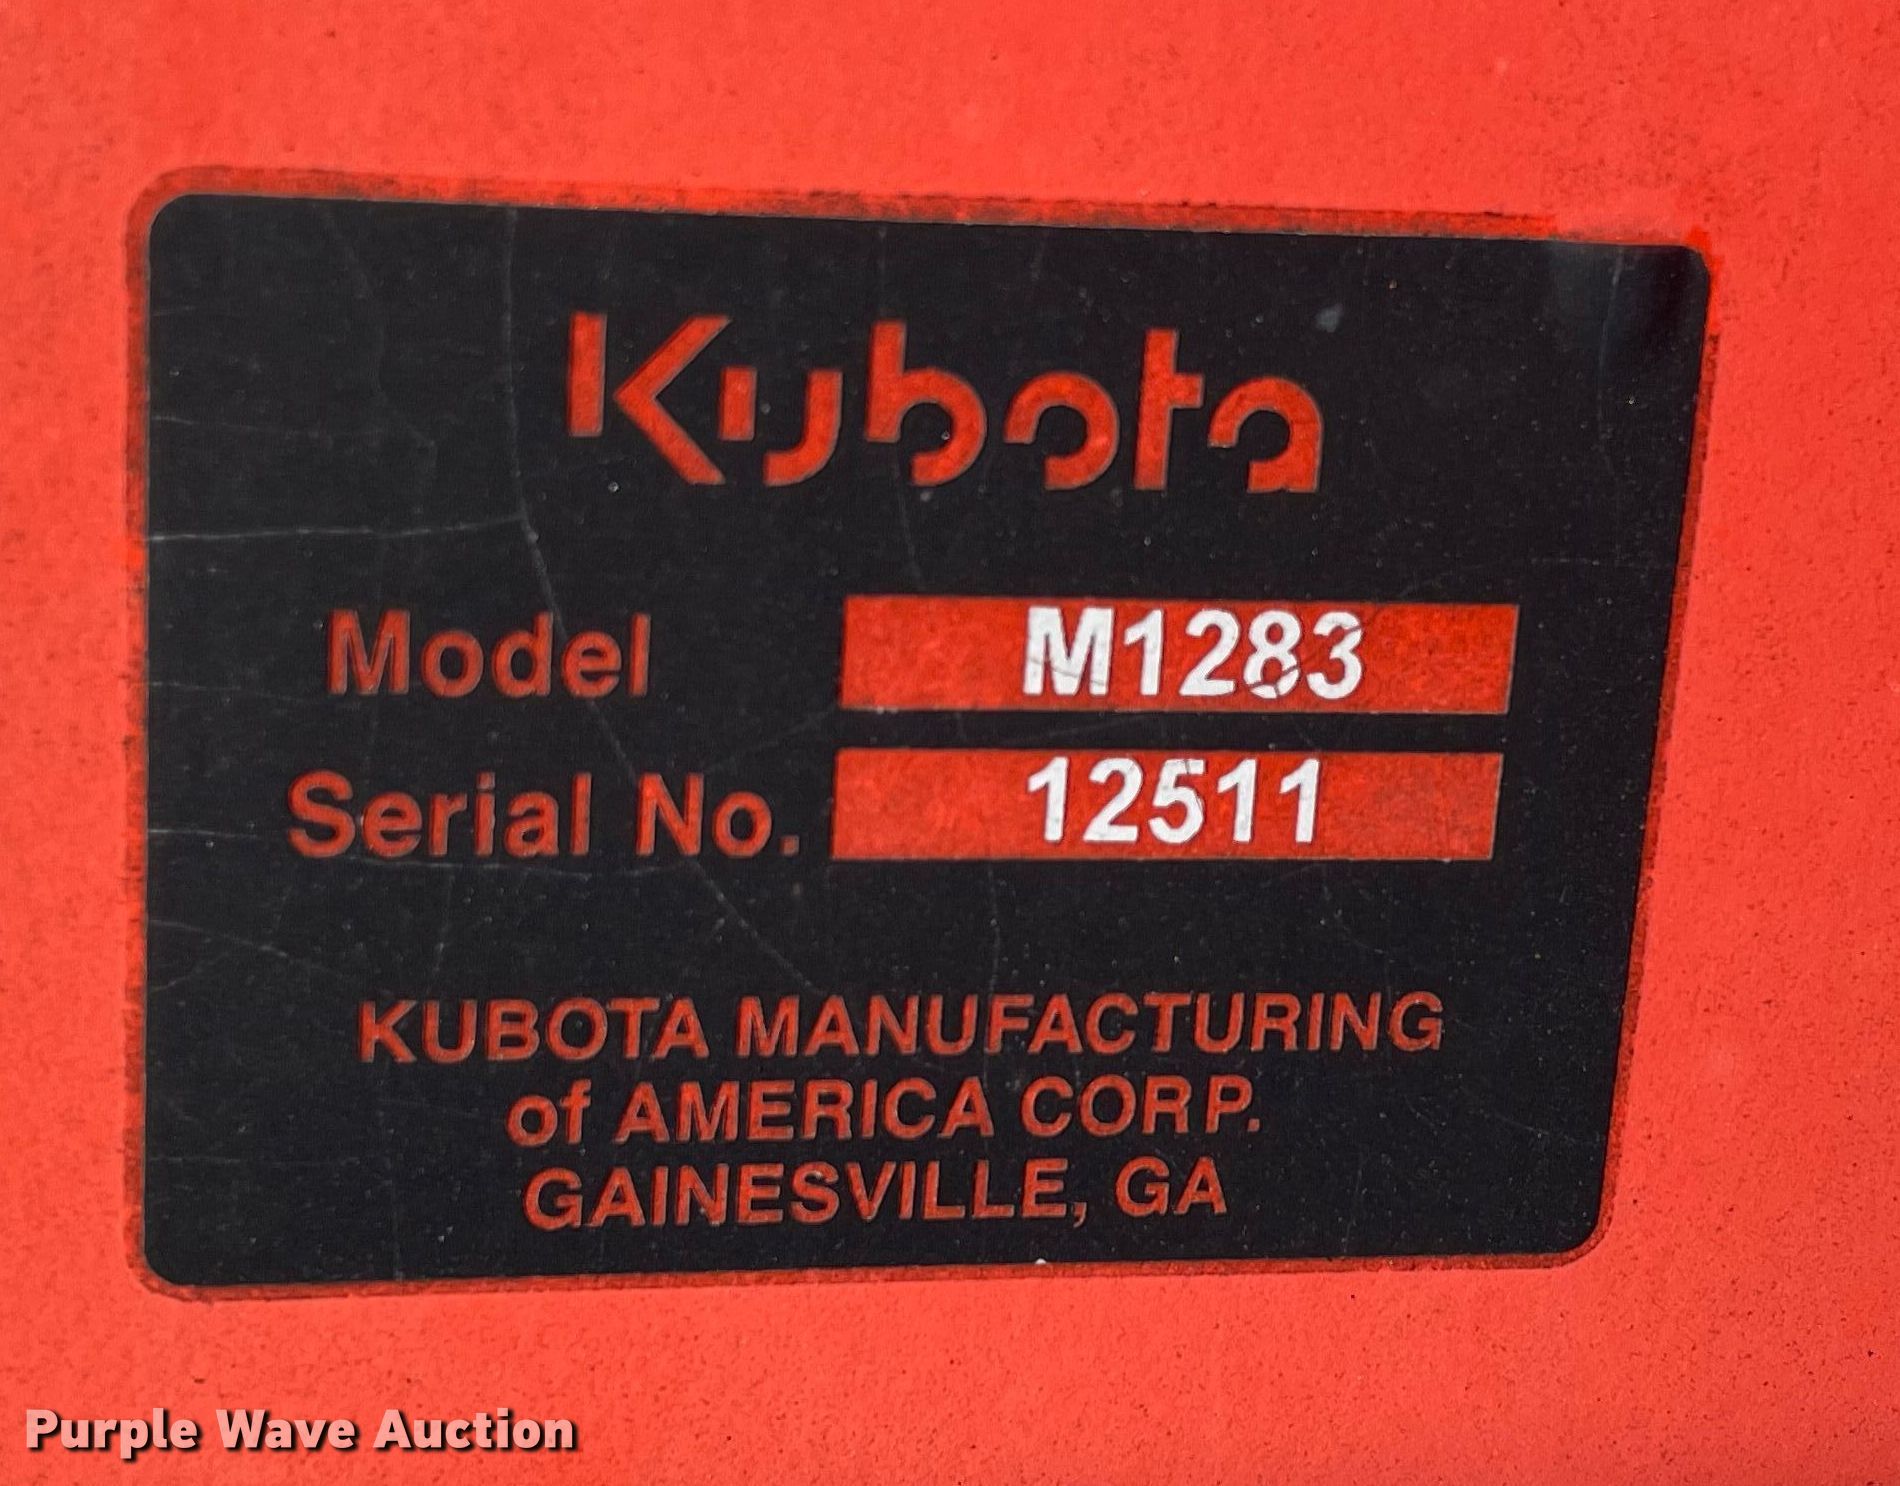 Kubota
Model M1283
Serial No. 12511
KUBOTA MANUFACTURING
of AMERICA CORP.
GAINESVILLE, GA
Purple Wave Auction